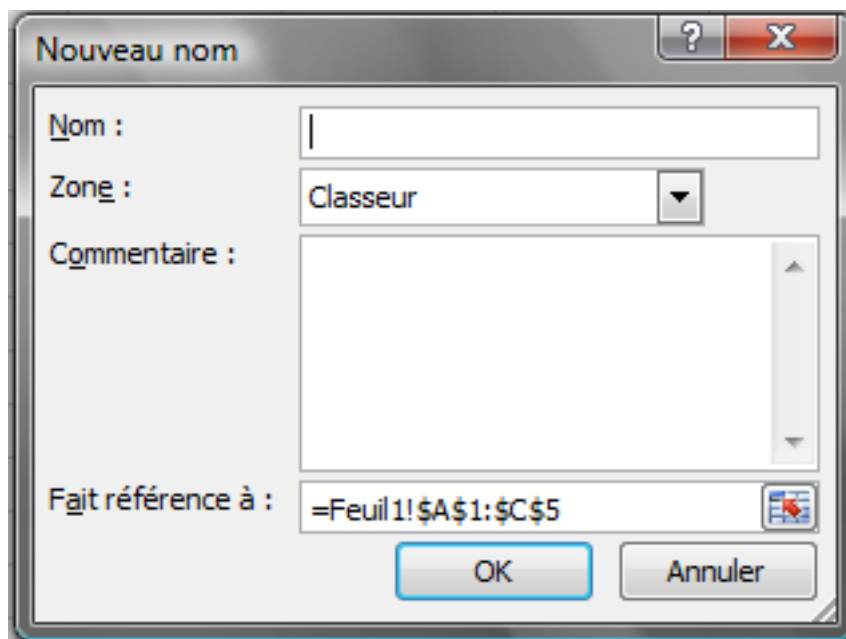 Nouveau nom
Nom :
Zone :
Classeur
Commentaire :
Fait référence à :
=Feuil1!$A$1:$C$5
OK
Annuler